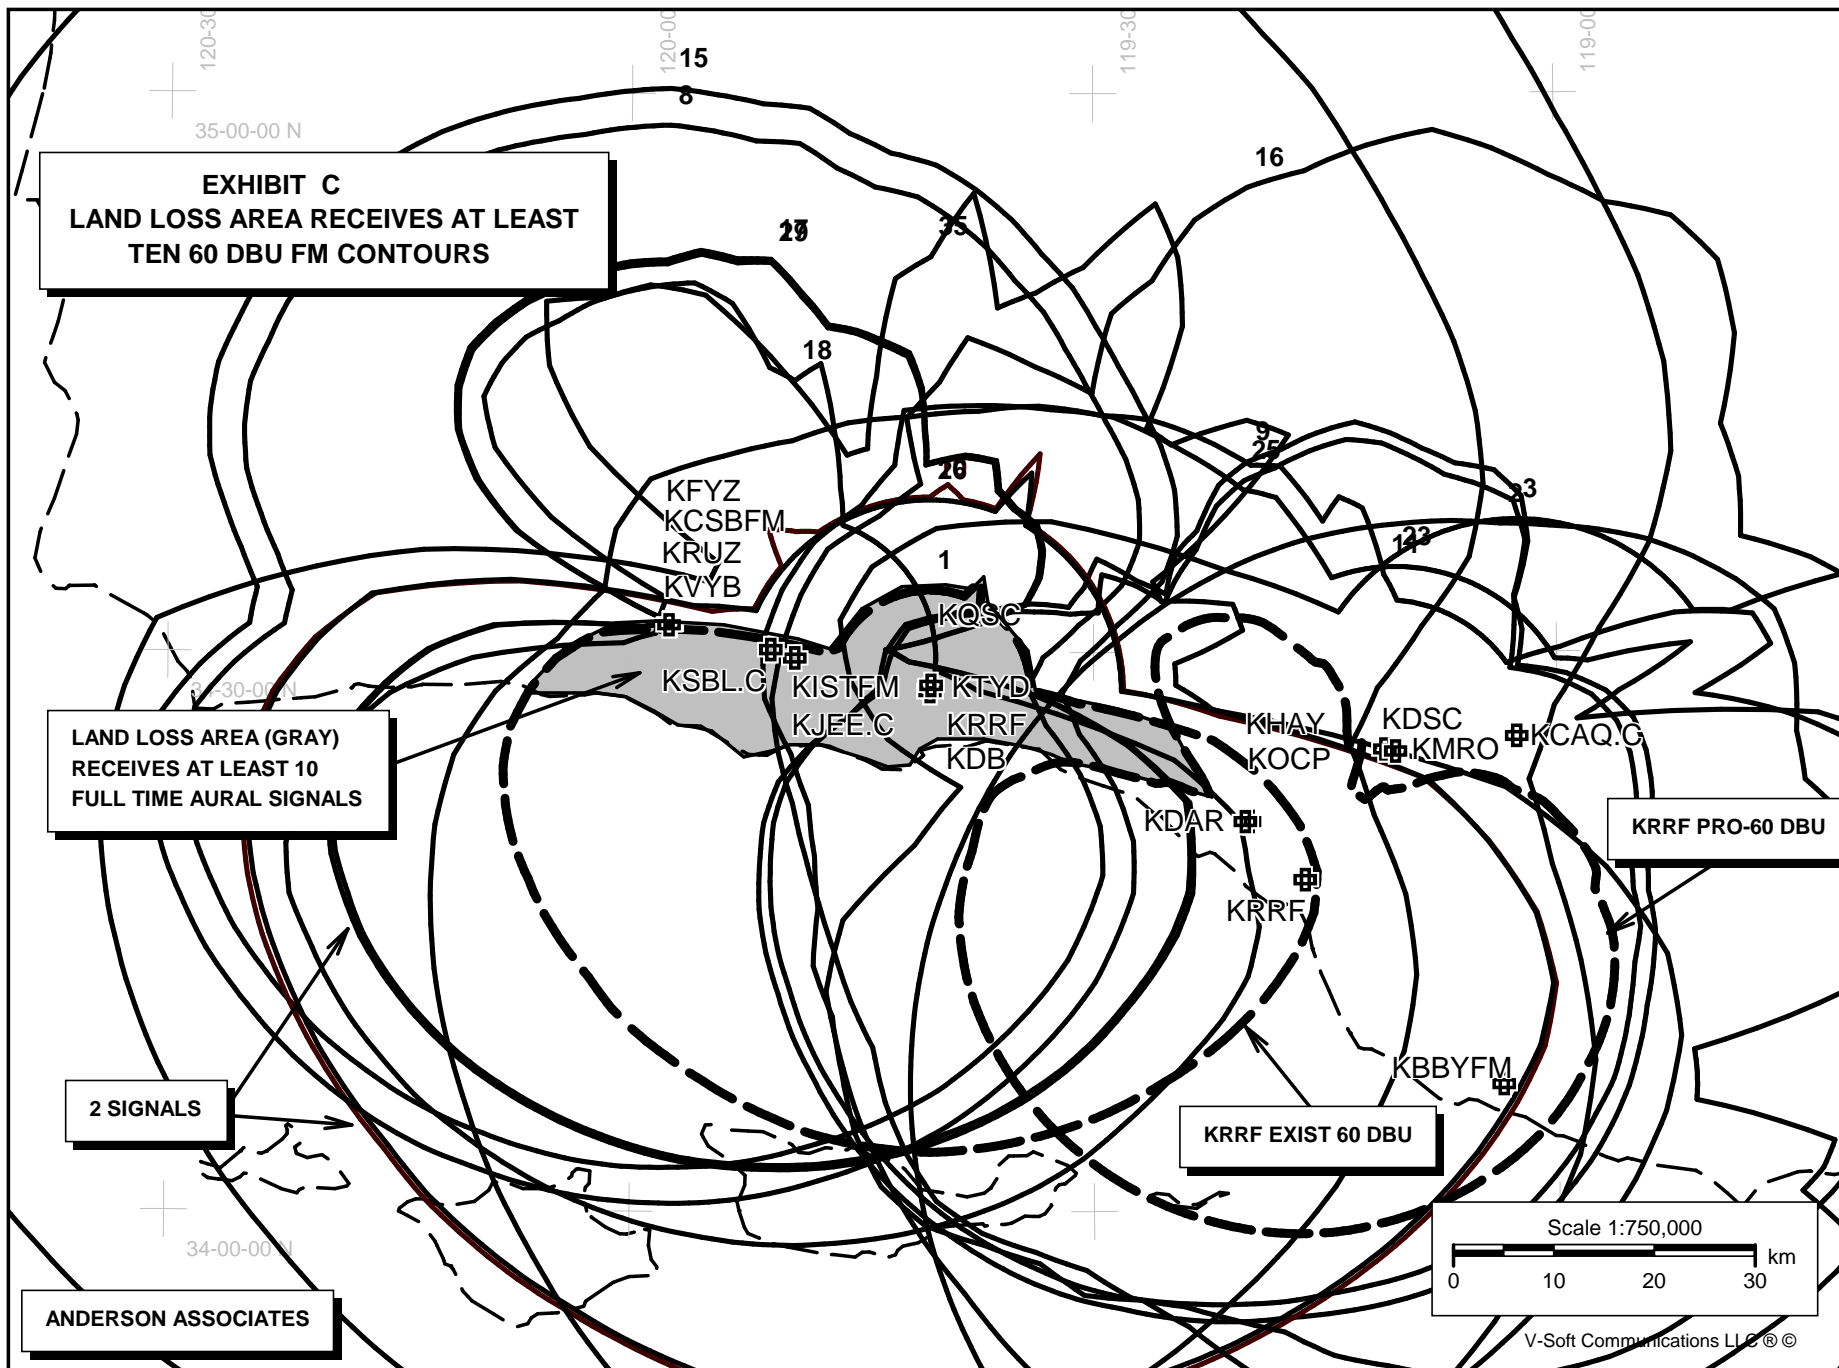 120-30
120-00
119-30
119-00
15
8
35-00-00 N
16
EXHIBIT C
LAND LOSS AREA RECEIVES AT LEAST
TEN 60 DBU FM CONTOURS
35
18
9
25
3
23
KFYZ
KCSBFM
KRUZ
KVYB
1
KQSC
34-30-00 N
KSBL.C
KISTFM
KTYD
KJEE.C
KRRF
KDB
KHAY
KDSC
KOCP
KMRO
KCAQ.C
LAND LOSS AREA (GRAY)
RECEIVES AT LEAST 10
FULL TIME AURAL SIGNALS
KDAR
KRRF PRO-60 DBU
KRRF
KBBYFM
2 SIGNALS
KRRF EXIST 60 DBU
Scale 1:750,000
km
0 10 20 30
34-00-00 N
ANDERSON ASSOCIATES
V-Soft Communications LLC ® ©